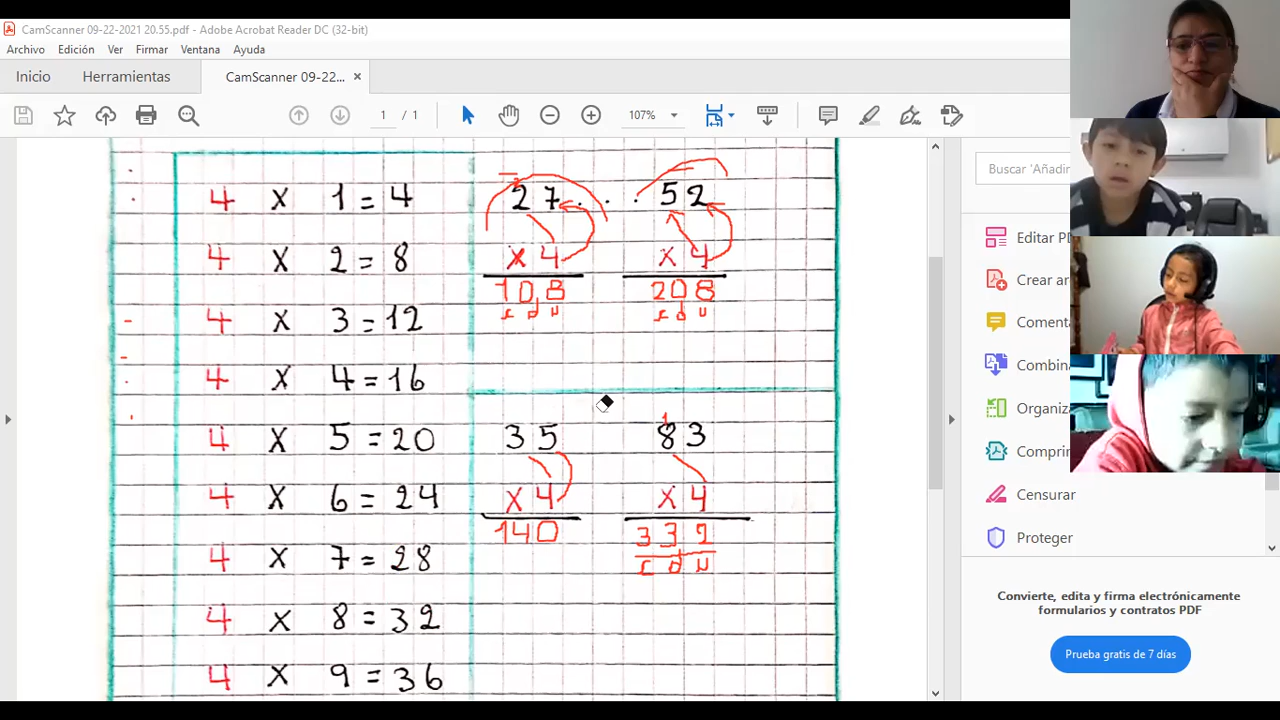 CamScanner 09-22-2021 20.55.pdf - Adobe Acrobat Reader DC (32-bit)
Archivo Edición Ver Firmar Ventana Ayuda
Inicio Herramientas CamScanner 09-22... ×
1 / 1 107%
4 X 1 = 4
4 X 2 = 8
4 X 3 = 12
4 X 4 = 16
4 X 5 = 20
4 X 6 = 24
4 X 7 = 28
4 X 8 = 32
4 X 9 = 36
27
X 4
108
c d u
52
X 4
208
c d u
35
X 4
140
1
83
X 4
332
c d u
Buscar 'Añadir
Editar PD
Crear ar
Comenta
Combina
Organiza
Comprir
Censurar
Proteger
Convierte, edita y firma electrónicamente
formularios y contratos PDF
Prueba gratis de 7 días